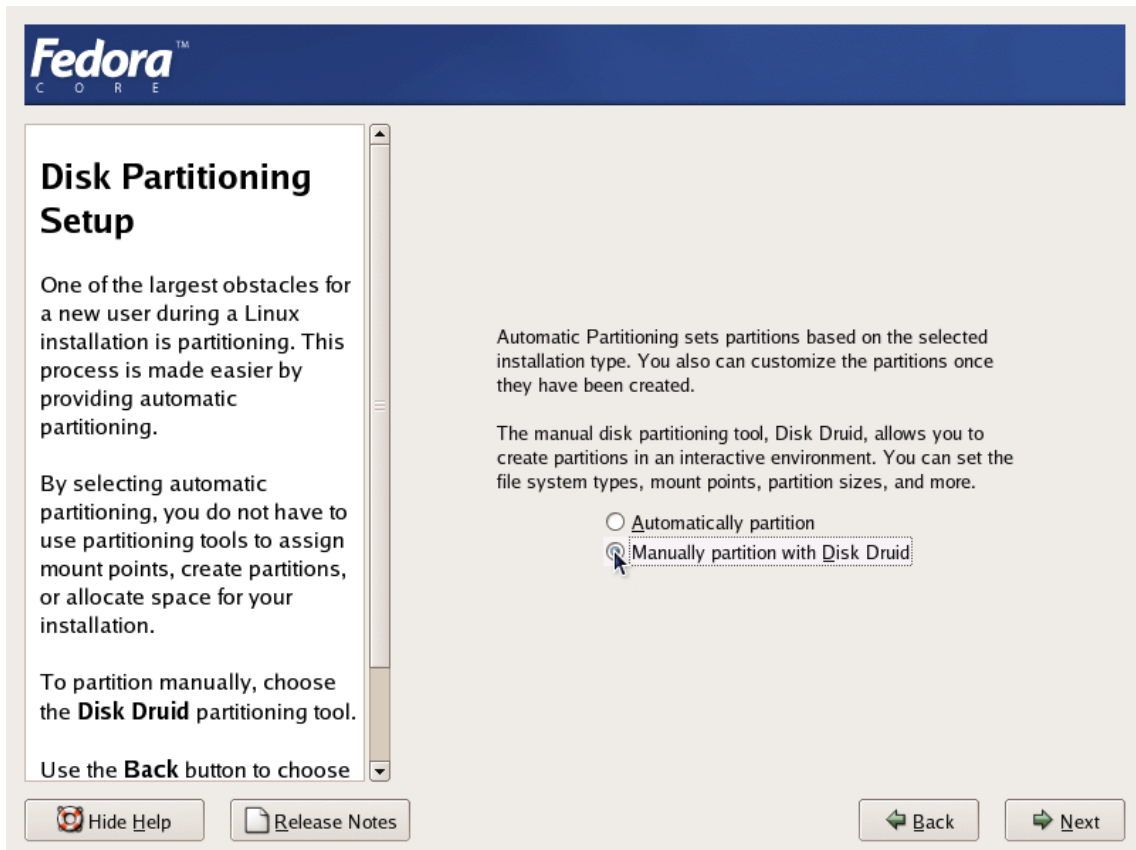 Fedora™
CORE
Disk Partitioning
Setup
One of the largest obstacles for
a new user during a Linux
installation is partitioning. This
process is made easier by
providing automatic
partitioning.
By selecting automatic
partitioning, you do not have to
use partitioning tools to assign
mount points, create partitions,
or allocate space for your
installation.
To partition manually, choose
the Disk Druid partitioning tool.
Use the Back button to choose
Automatic Partitioning sets partitions based on the selected
installation type. You also can customize the partitions once
they have been created.
The manual disk partitioning tool, Disk Druid, allows you to
create partitions in an interactive environment. You can set the
file system types, mount points, partition sizes, and more.
Automatically partition
Manually partition with Disk Druid
Hide Help
Release Notes
Back
Next